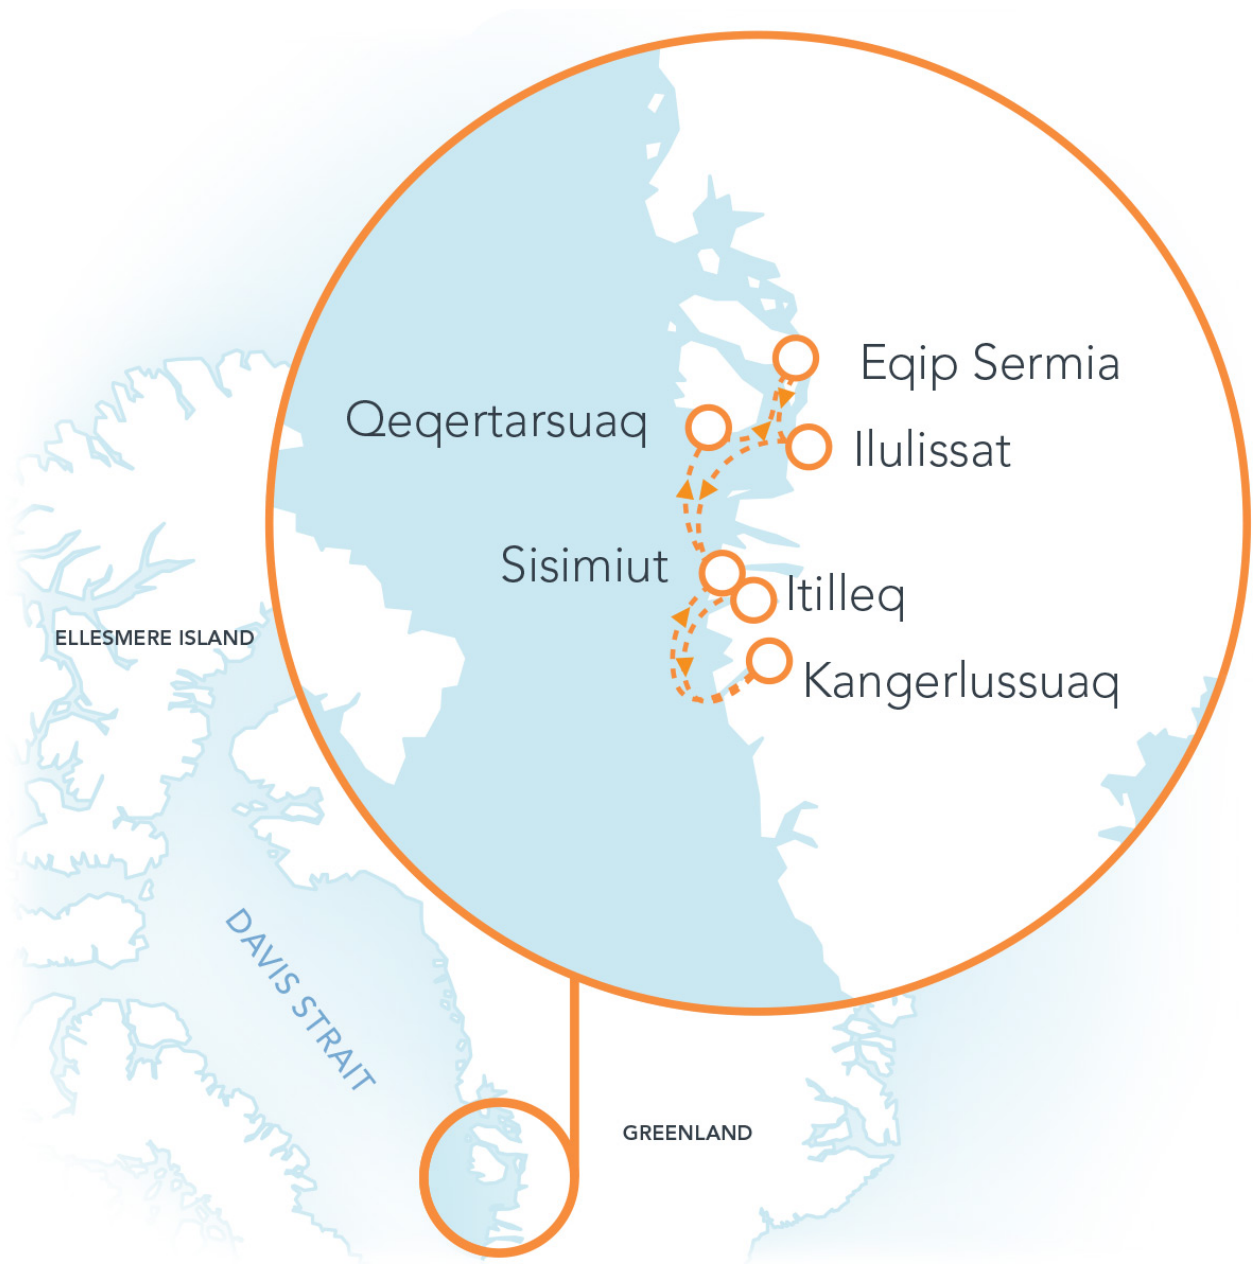 Eqip Sermia
Qeqertarsuaq
Ilulissat
Sisimiut
Itilleq
ELLESMERE ISLAND
Kangerlussuaq
DAVIS STRAIT
GREENLAND